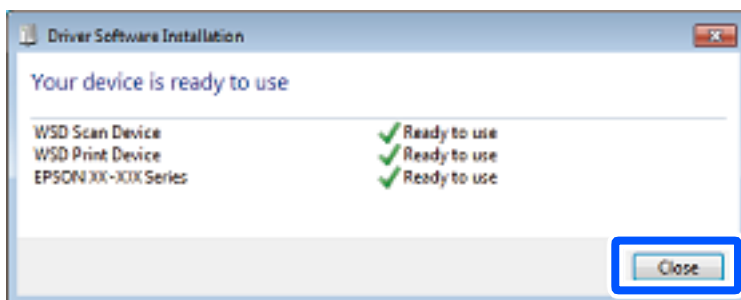 Driver Software Installation
Your device is ready to use
WSD Scan Device Ready to use
WSD Print Device Ready to use
EPSON XX-XXX Series Ready to use
Close